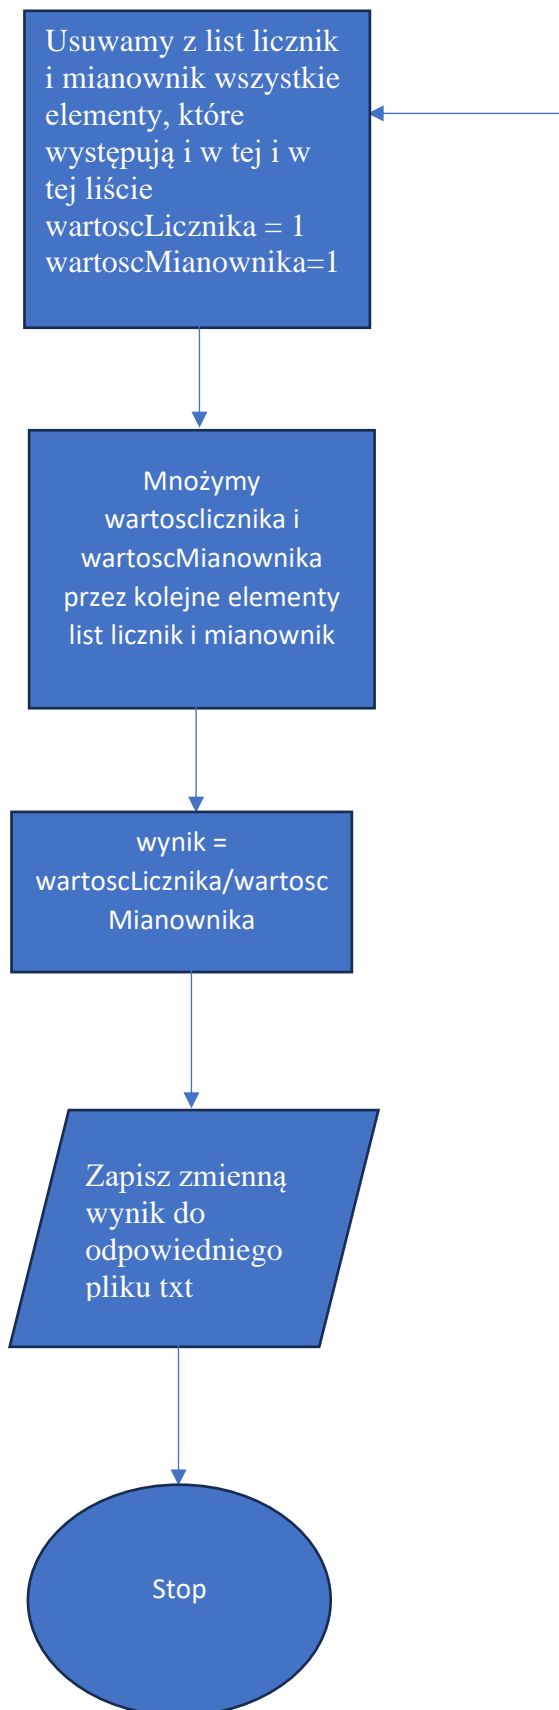 Usuwamy z list licznik
i mianownik wszystkie
elementy, które
występują i w tej i w
tej liście
wartoscLicznika = 1
wartoscMianownika=1
Mnożymy
wartosclicznika i
wartoscMianownika
przez kolejne elementy
list licznik i mianownik
wynik =
wartoscLicznika/wartosc
Mianownika
Zapisz zmienną
wynik do
odpowiedniego
pliku txt
Stop